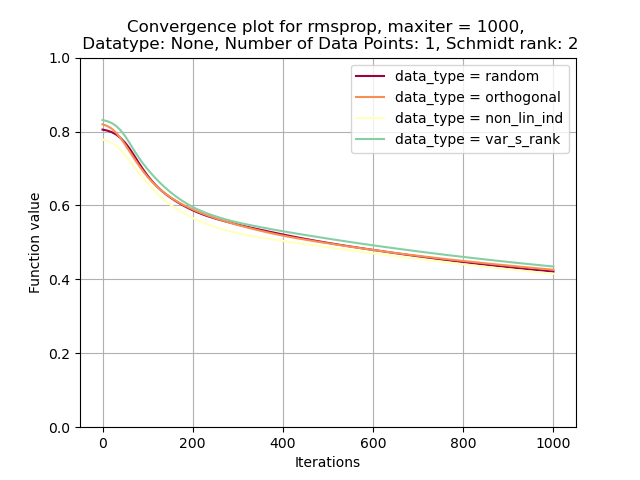 Convergence plot for rmsprop, maxiter = 1000,
Datatype: None, Number of Data Points: 1, Schmidt rank: 2
data_type = random
data_type = orthogonal
data_type = non_lin_ind
data_type = var_s_rank
Function value
1.0
0.8
0.6
0.4
0.2
0.0
0 200 400 600 800 1000
Iterations